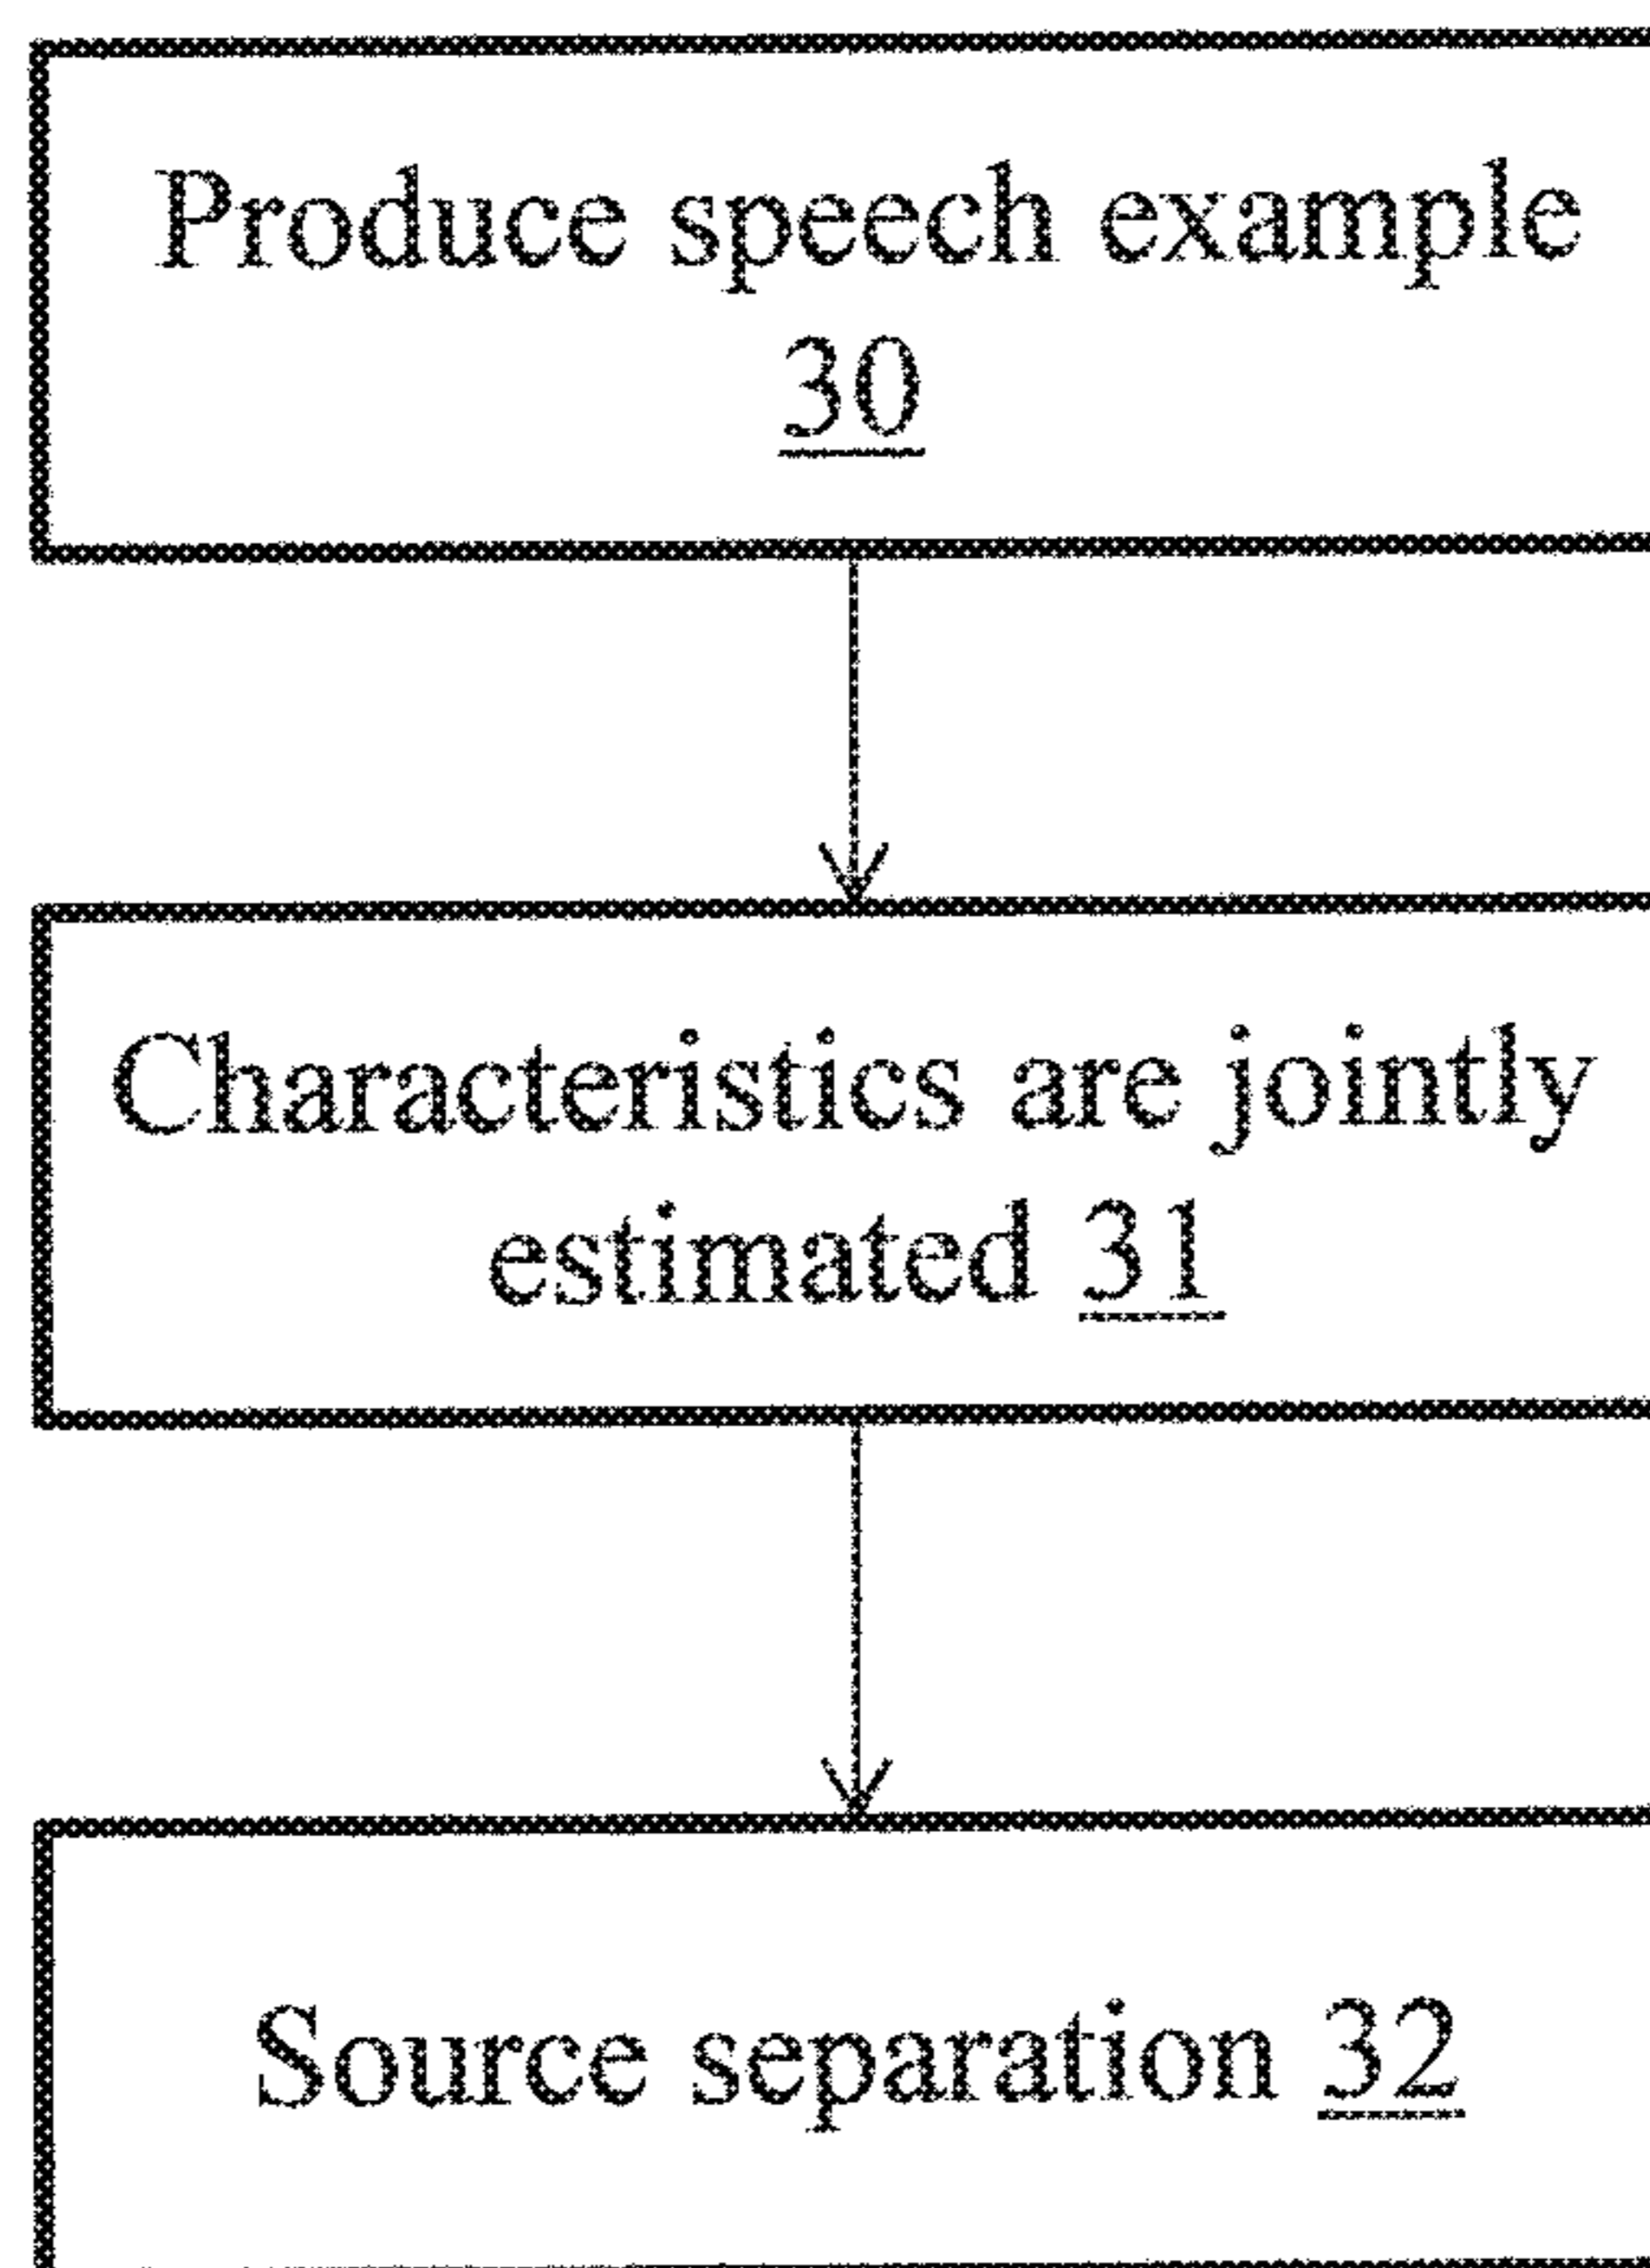 Produce speech example
30
Characteristics are jointly
estimated 31
Source separation 32